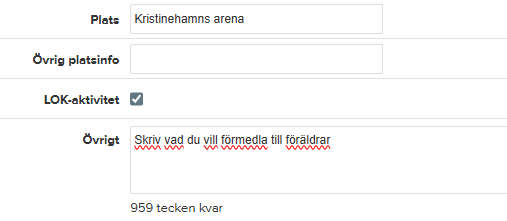 Plats Kristinehamns arena
Övrig platsinfo
LOK-aktivitet
Övrigt Skriv vad du vill förmedla till föräldrar
959 tecken kvar